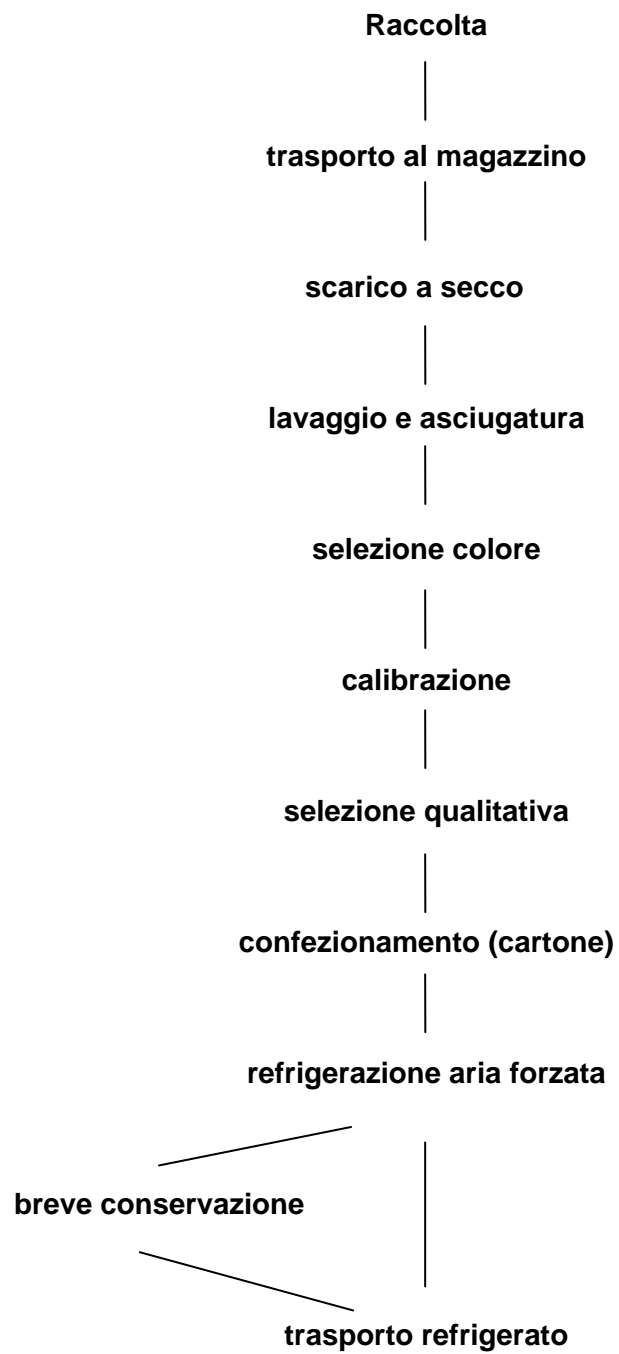 Raccolta
trasporto al magazzino
scarico a secco
lavaggio e asciugatura
selezione colore
calibrazione
selezione qualitativa
confezionamento (cartone)
refrigerazione aria forzata
breve conservazione
trasporto refrigerato